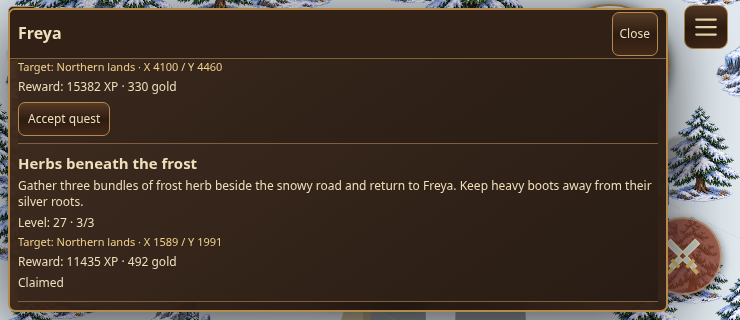 Freya
Close
Target: Northern lands · X 4100 / Y 4460
Reward: 15382 XP · 330 gold
Accept quest
Herbs beneath the frost
Gather three bundles of frost herb beside the snowy road and return to Freya. Keep heavy boots away from their
silver roots.
Level: 27 · 3/3
Target: Northern lands · X 1589 / Y 1991
Reward: 11435 XP · 492 gold
Claimed